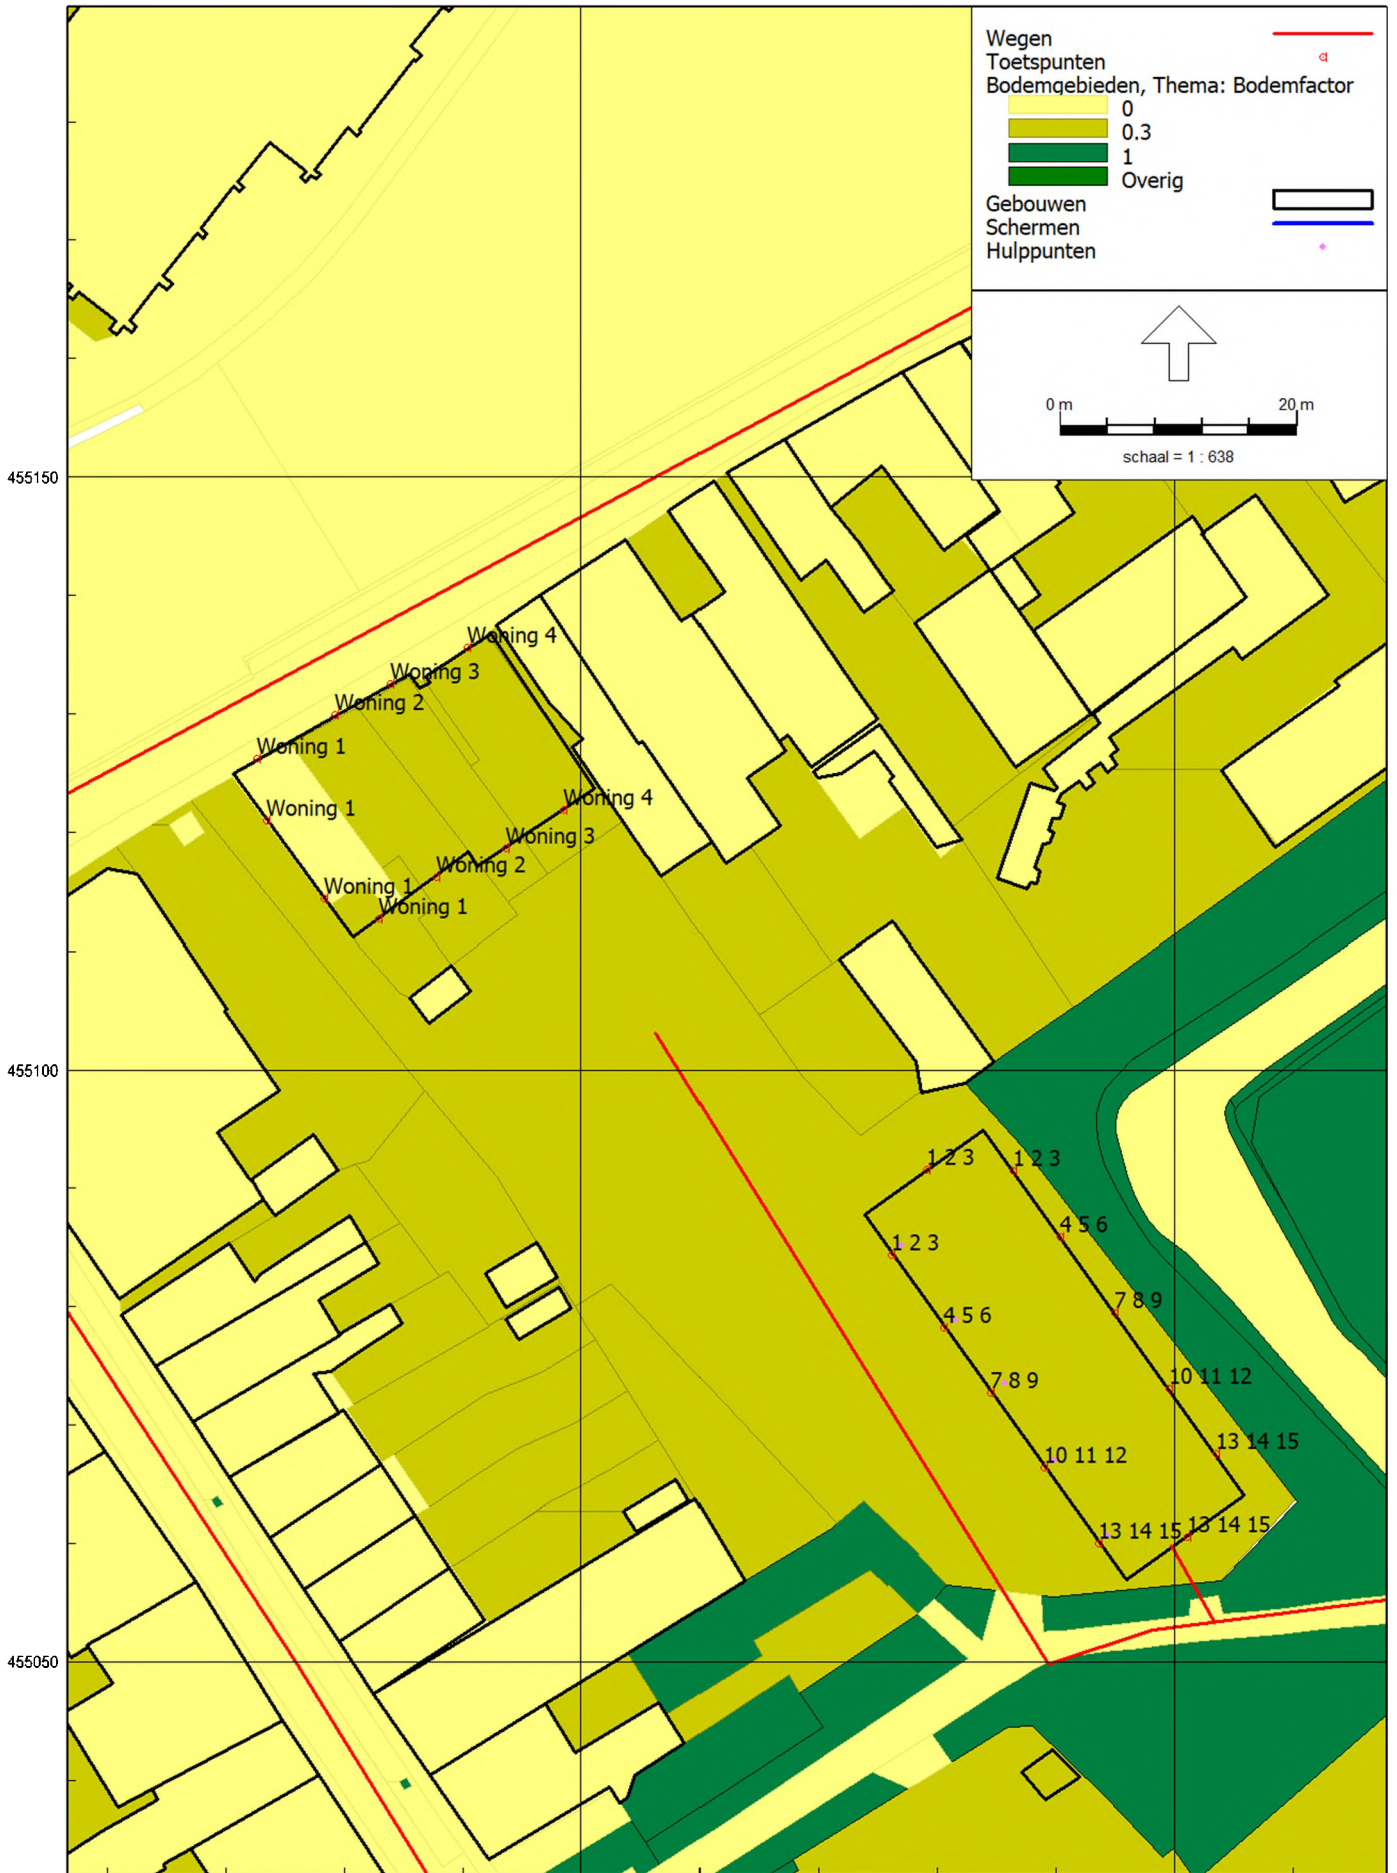 Wegen
Toetspunten
Bodemgebieden, Thema: Bodemfactor
0
0.3
1
Overig
Gebouwen
Schermen
Hulppunten
0 m 20 m
schaal = 1 : 638
455150
Woning 4
Woning 3
Woning 2
Woning 1
Woning 4
Woning 1
Woning 3
Woning 2
Woning 1
Woning 1
455100
1 2 3 1 2 3
4 5 6
1 2 3
7 8 9
4 5 6
7 8 9 10 11 12
13 14 15
10 11 12
13 14 15 13 14 15
455050